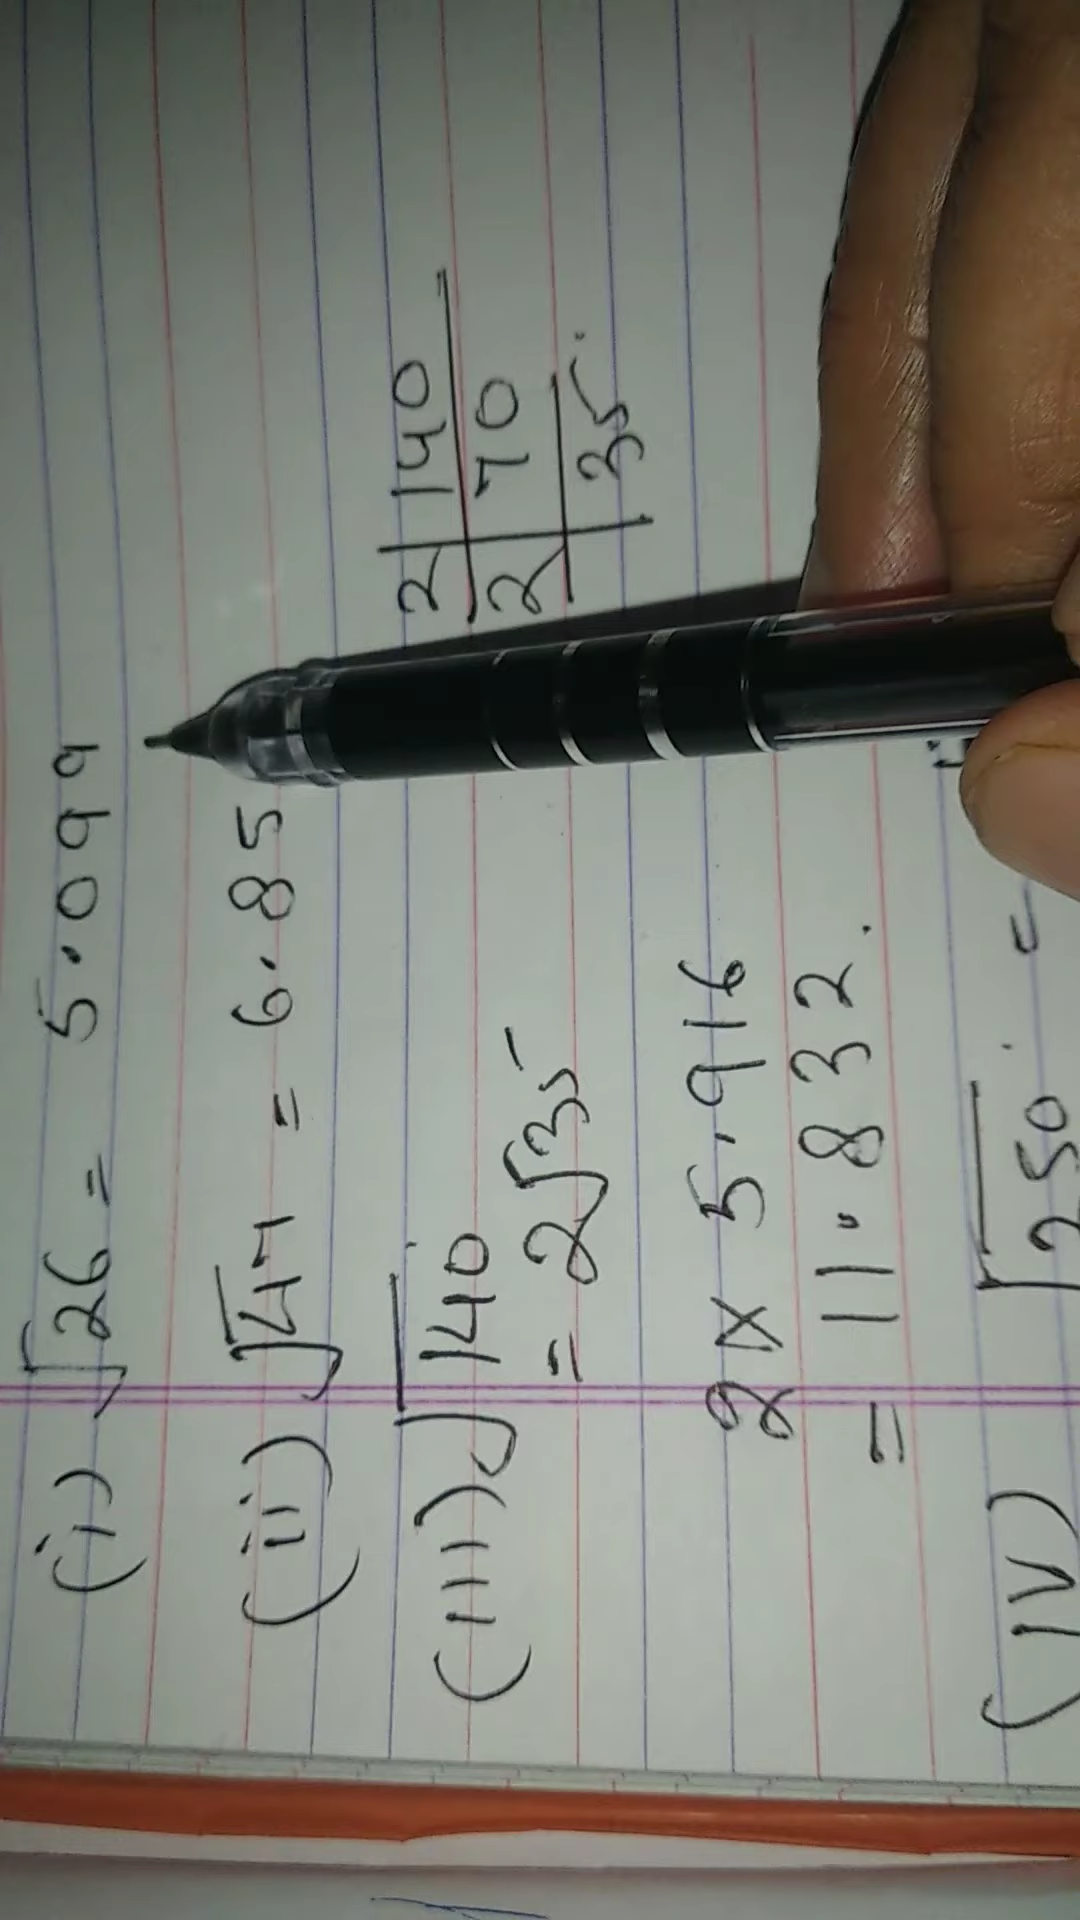 (i) √26 = 5.099
(ii) √47 = 6.85
(iii) √140
= 2√35
2 | 140
2 | 70
35.
2 x 5.916
= 11.832.
(iv) √250 =